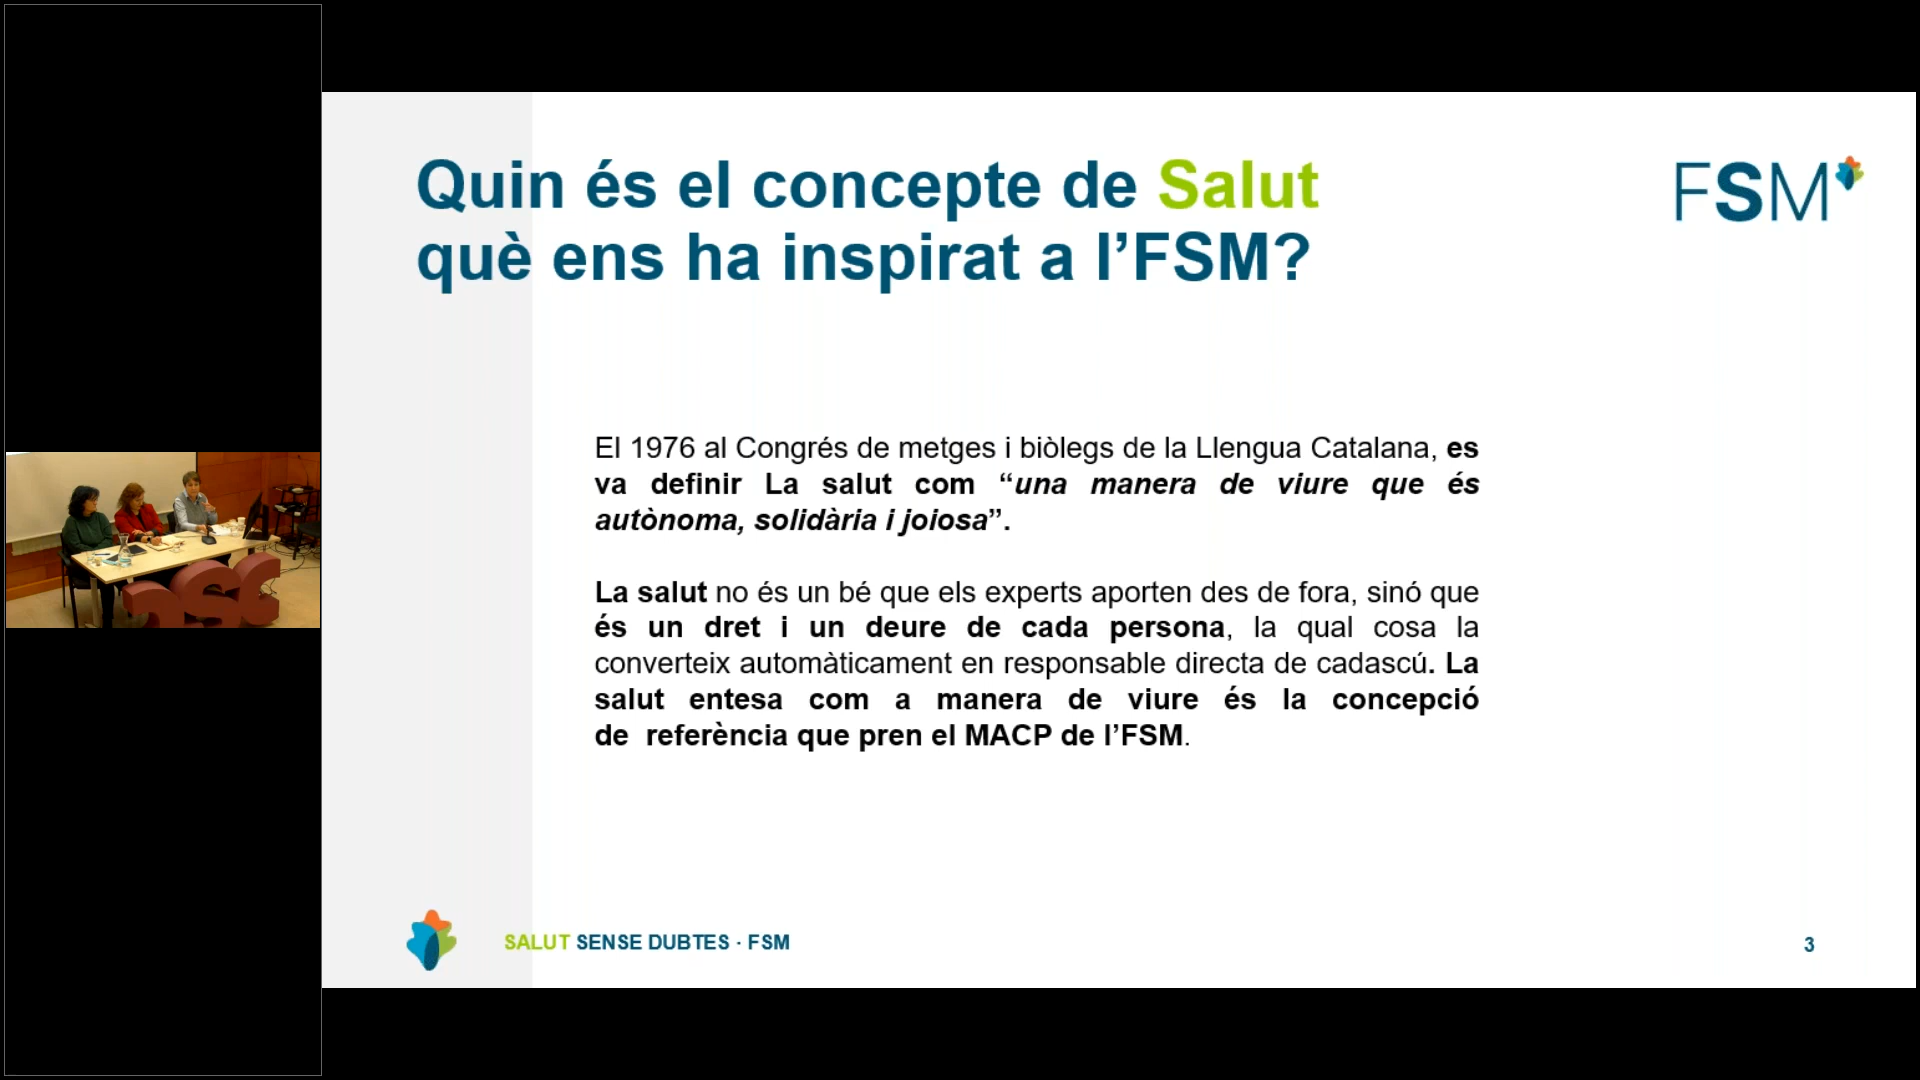 Quin és el concepte de Salut
què ens ha inspirat a l’FSM?
FSM
El 1976 al Congrés de metges i biòlegs de la Llengua Catalana, es
va definir La salut com “una manera de viure que és
autònoma, solidària i joiosa”.
La salut no és un bé que els experts aporten des de fora, sinó que
és un dret i un deure de cada persona, la qual cosa la
converteix automàticament en responsable directa de cadascú. La
salut entesa com a manera de viure és la concepció
de  referència que pren el MACP de l’FSM.
SALUT SENSE DUBTES · FSM
3